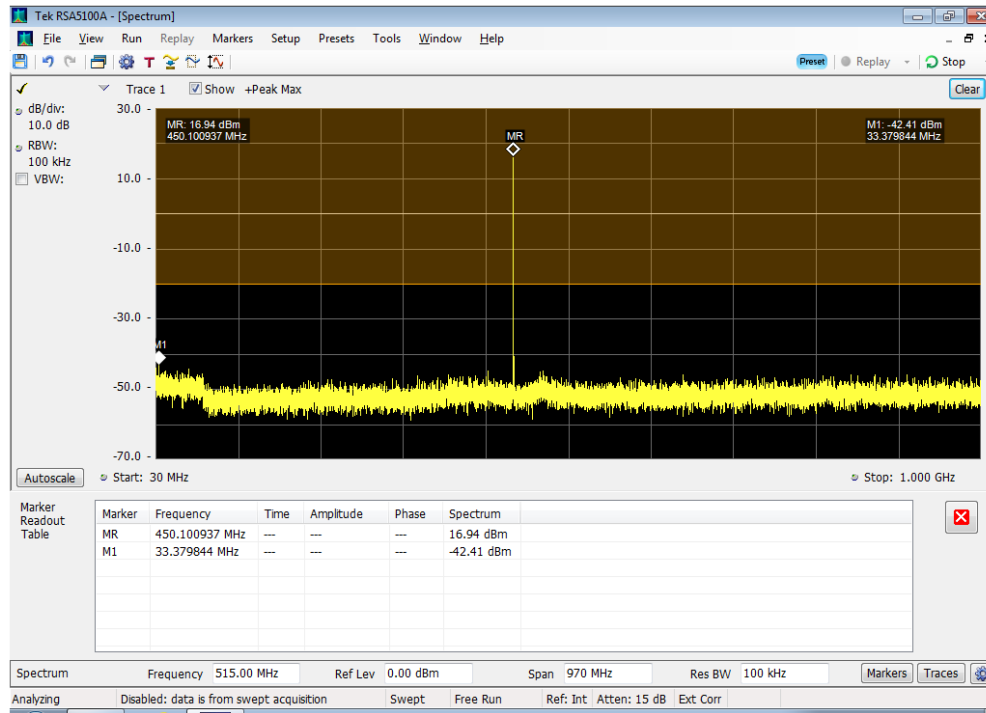 Tek RSA5100A - [Spectrum]
File View Run Replay Markers Setup Presets Tools Window Help
T Preset Replay Stop
Trace 1 Show +Peak Max Clear
dB/div:
10.0 dB
RBW:
100 kHz
VBW:
30.0
10.0
-10.0
-30.0
-50.0
-70.0
MR: 16.94 dBm
450.100937 MHz
MR
M1: -42.41 dBm
33.379844 MHz
M1
Autoscale Start: 30 MHz Stop: 1.000 GHz
Marker
Readout
Table
Marker Frequency Time Amplitude Phase Spectrum
MR 450.100937 MHz --- --- --- 16.94 dBm
M1 33.379844 MHz --- --- --- -42.41 dBm
Spectrum Frequency 515.00 MHz Ref Lev 0.00 dBm Span 970 MHz Res BW 100 kHz Markers Traces
Analyzing Disabled: data is from swept acquisition Swept Free Run Ref: Int Atten: 15 dB Ext Corr